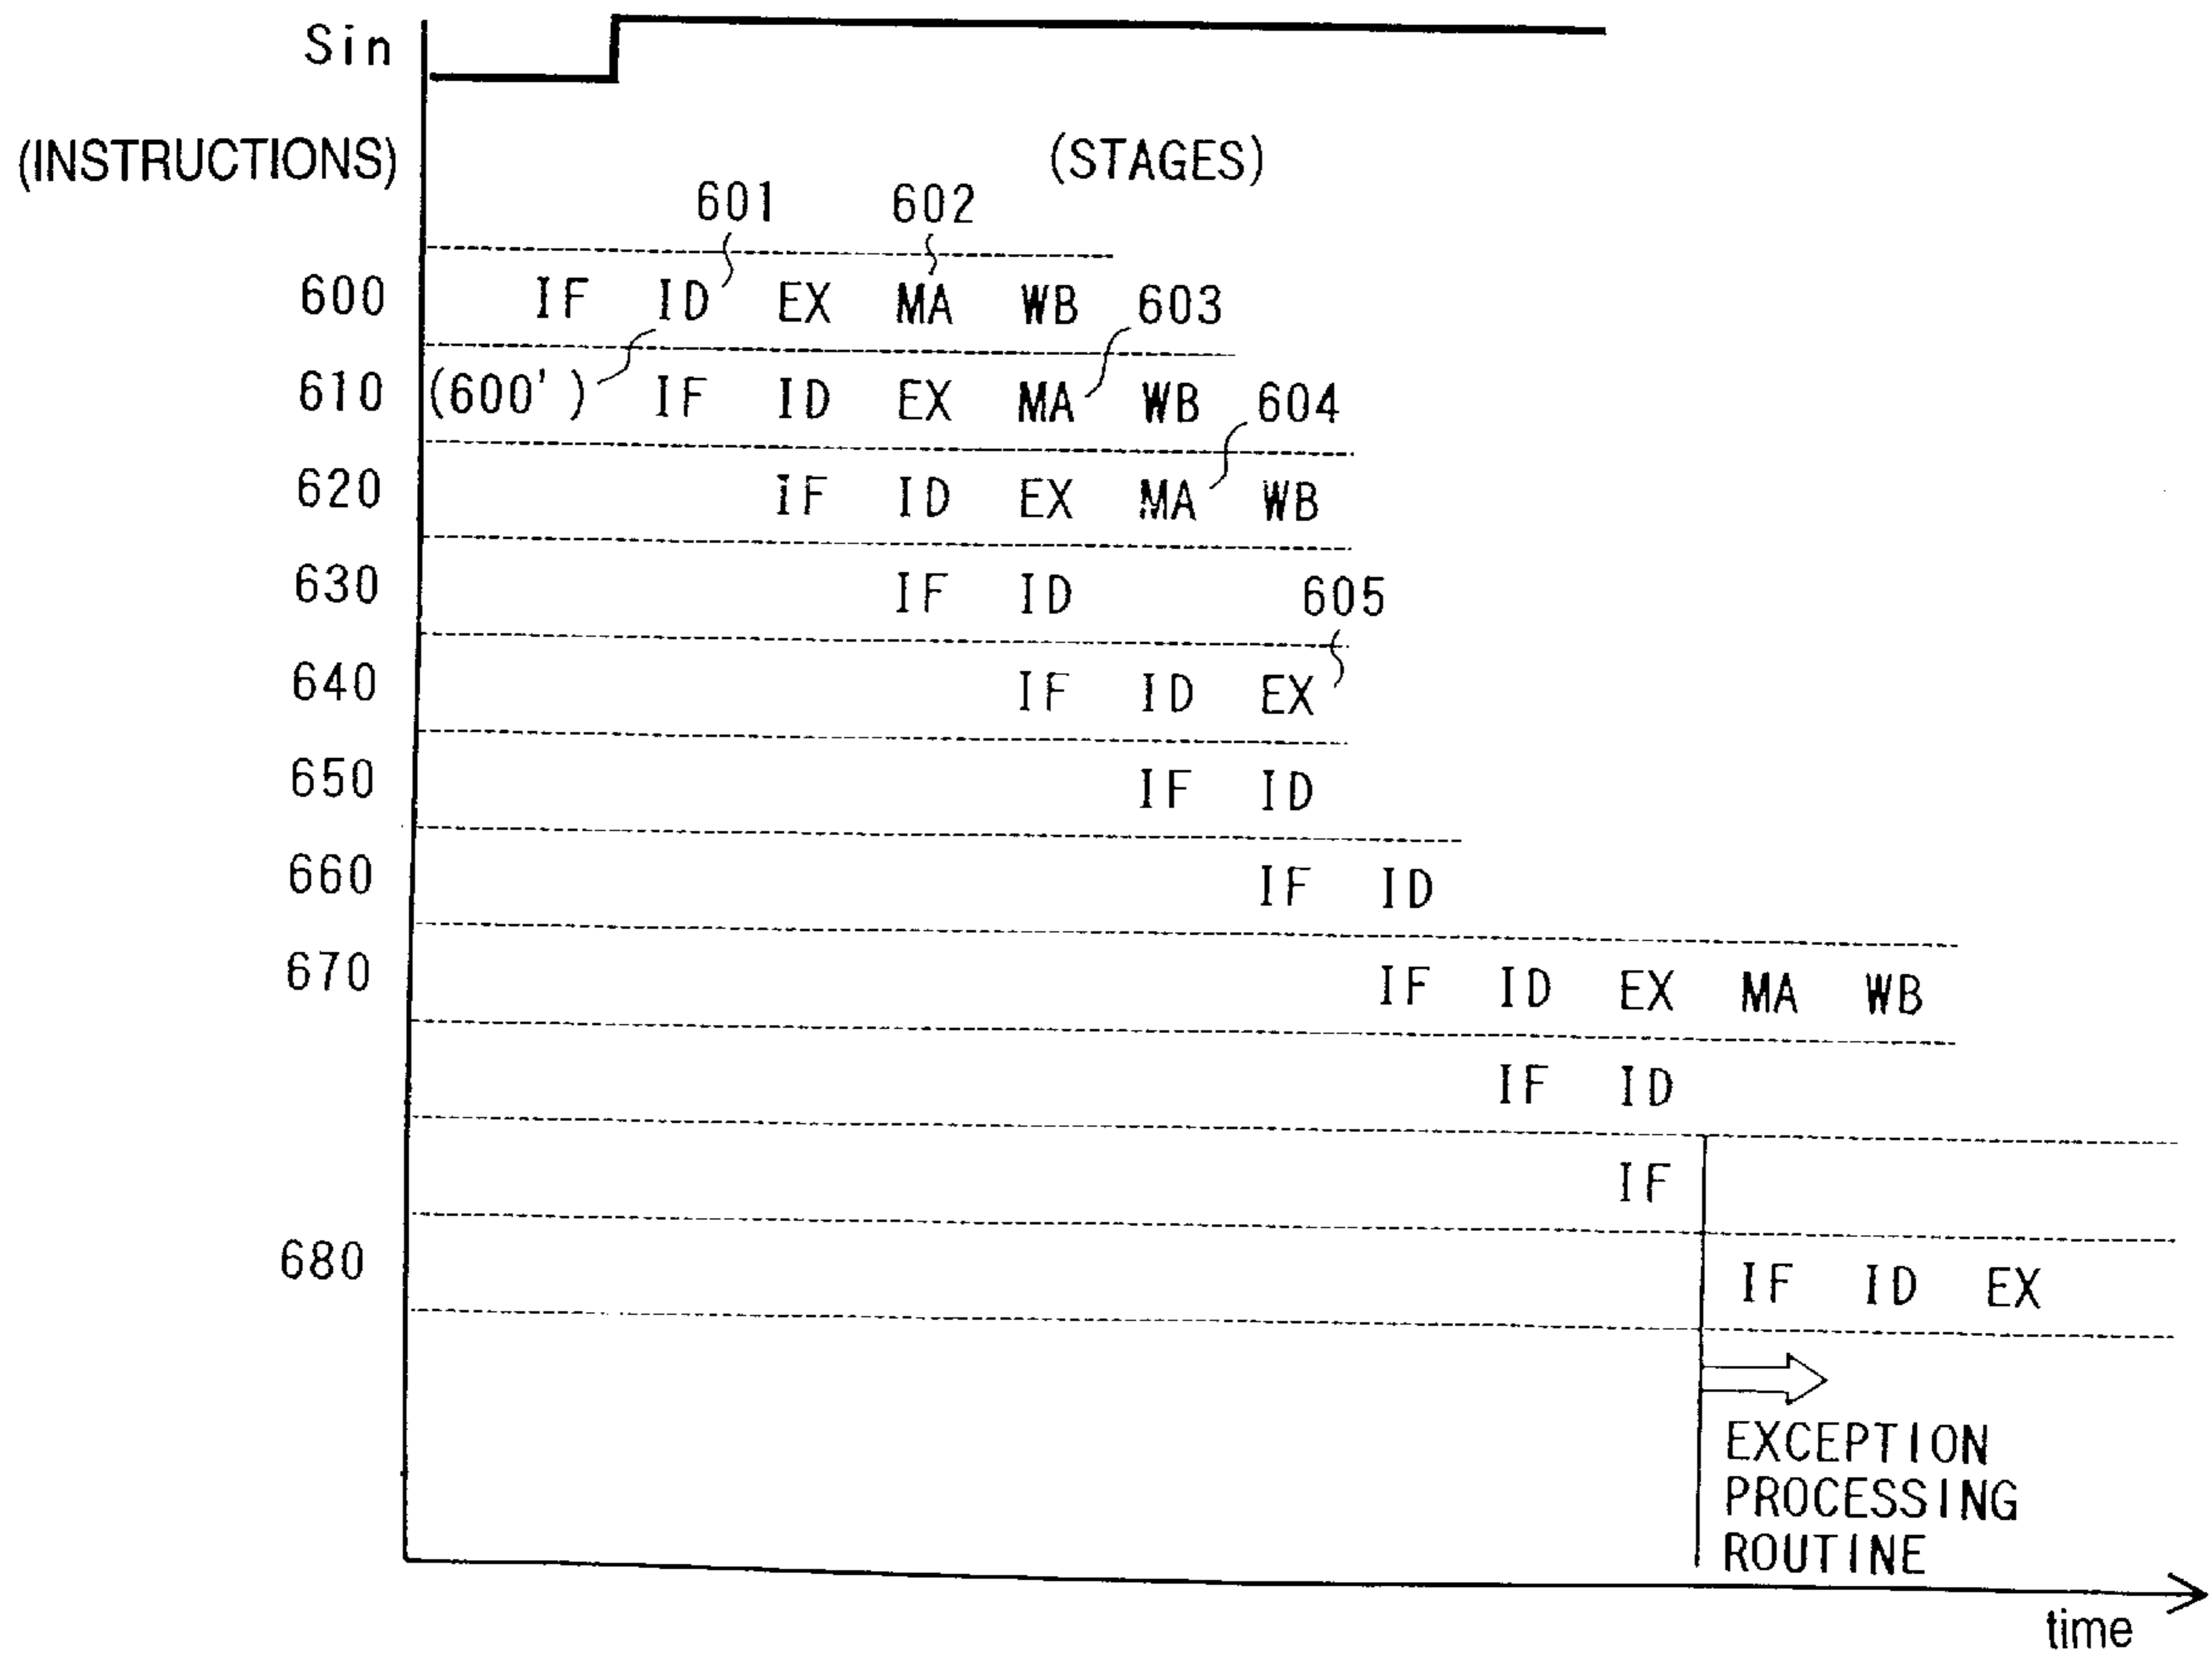 Sin
(INSTRUCTIONS) (STAGES)
601 602
600 IF ID EX MA WB 603
610 (600') IF ID EX MA WB 604
620 IF ID EX MA WB
630 IF ID 605
640 IF ID EX
650 IF ID
660 IF ID
670 IF ID EX MA WB
IF ID
IF
680 IF ID EX
EXCEPTION
PROCESSING
ROUTINE
time